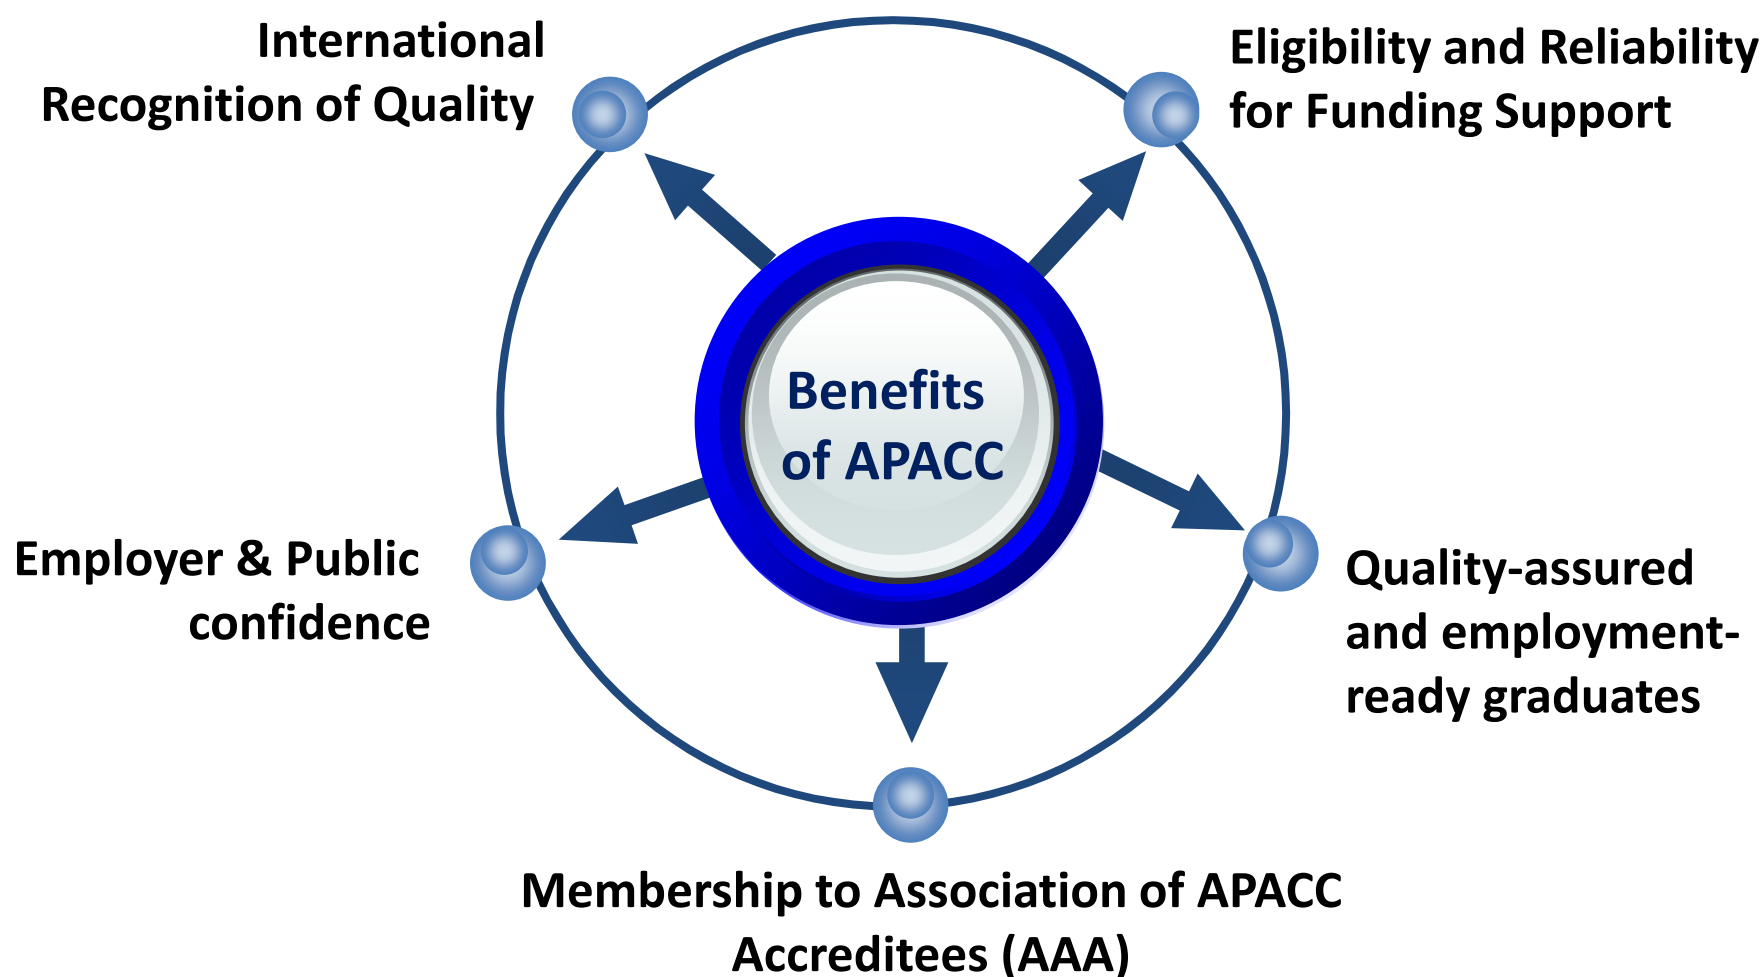 International
Recognition of Quality
Eligibility and Reliability
for Funding Support
Benefits
of APACC
Employer & Public
confidence
Quality-assured
and employment-
ready graduates
Membership to Association of APACC
Accreditees (AAA)